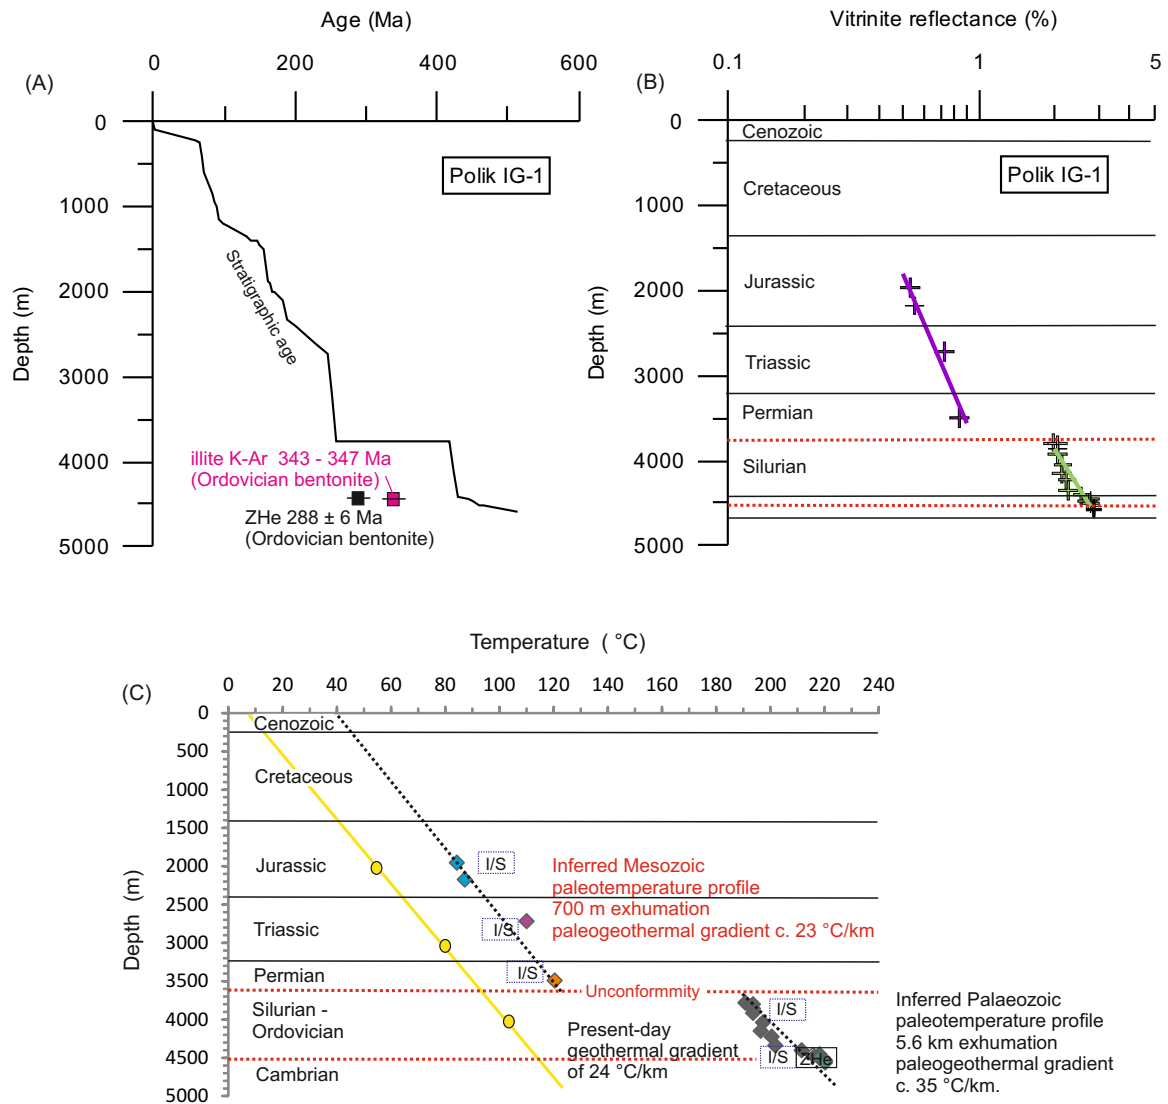 Age (Ma)
0 200 400 600
(A)
0
1000
2000
3000
4000
5000
Depth (m)
Polik IG-1
Stratigraphic age
illite K-Ar 343 - 347 Ma
(Ordovician bentonite)
ZHe 288 ± 6 Ma
(Ordovician bentonite)
Vitrinite reflectance (%)
0.1 1 5
(B)
0
1000
2000
3000
4000
5000
Depth (m)
Cenozoic
Polik IG-1
Cretaceous
Jurassic
Triassic
Permian
Silurian
Temperature ( °C)
(C)
0 20 40 60 80 100 120 140 160 180 200 220 240
0
500
1000
1500
2000
2500
3000
3500
4000
4500
5000
Depth (m)
Cenozoic
Cretaceous
Jurassic
I/S
Inferred Mesozoic
paleotemperature profile
700 m exhumation
paleogeothermal gradient c. 23 °C/km
Triassic
I/S
Permian
I/S
Unconformmity
Silurian -
Ordovician
I/S
Present-day
geothermal gradient
of 24 °C/km
I/S
ZHe
Cambrian
Inferred Palaeozoic
paleotemperature profile
5.6 km exhumation
paleogeothermal gradient
c. 35 °C/km.